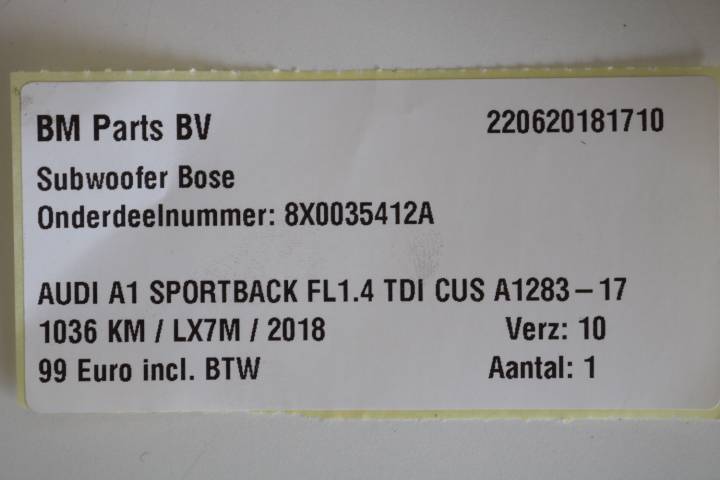 BM Parts BV 220620181710
Subwoofer Bose
Onderdeelnummer: 8X0035412A
AUDI A1 SPORTBACK FL1.4 TDI CUS A1283-17
1036 KM / LX7M / 2018 Verz: 10
99 Euro incl. BTW Aantal: 1